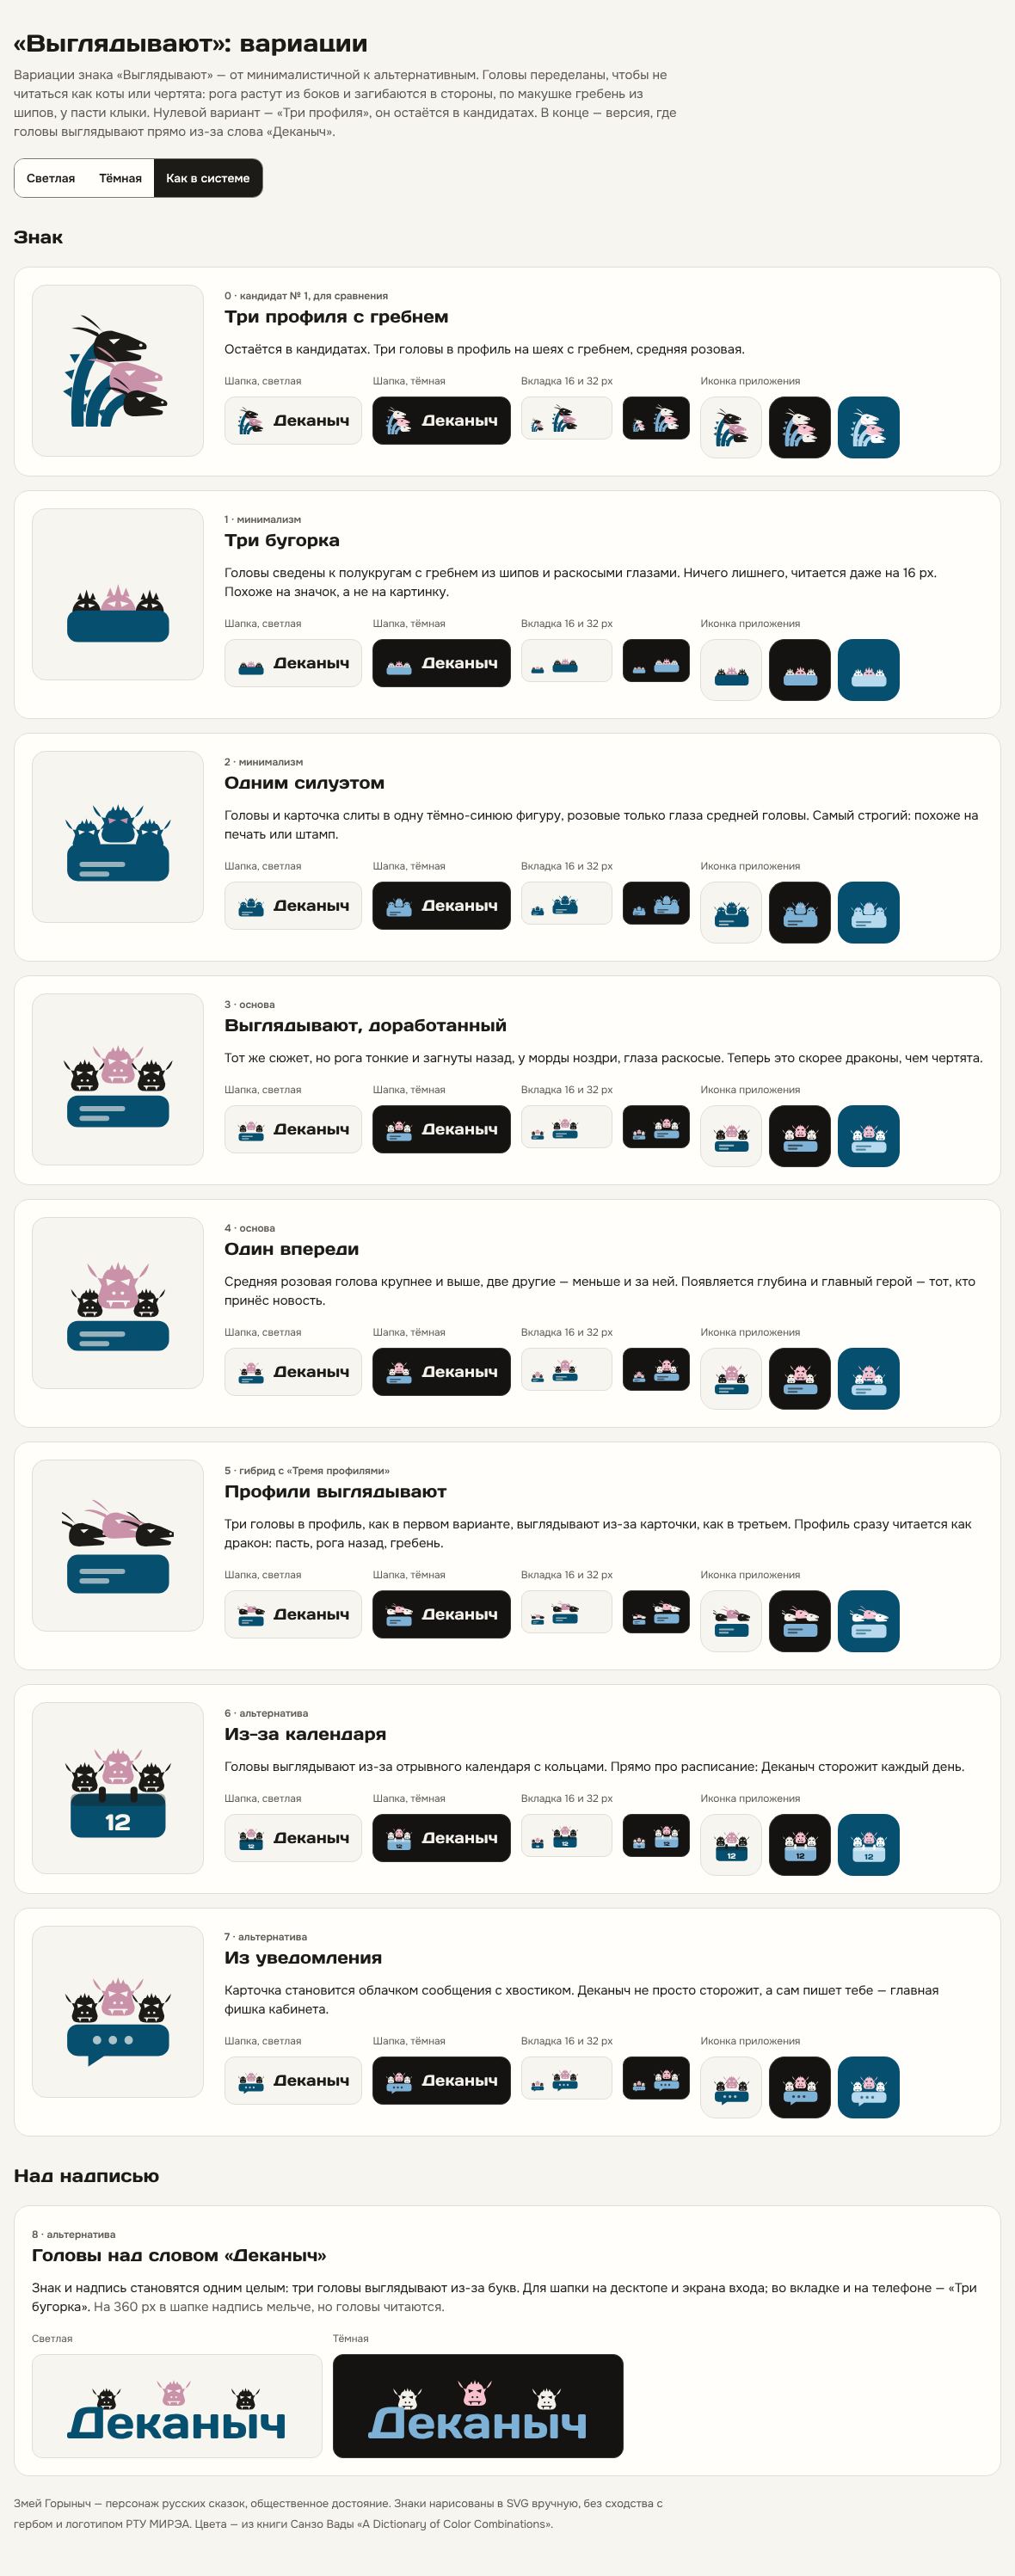 «Выглядывают»: вариации
Вариации знака «Выглядывают» — от минималистичной к альтернативным. Головы переделаны, чтобы не
читаться как коты или чертята: рога растут из боков и загибаются в стороны, по макушке гребень из
шипов, у пасти клыки. Нулевой вариант — «Три профиля», он остаётся в кандидатах. В конце — версия, где
головы выглядывают прямо из-за слова «Деканыч».
Светлая Тёмная Как в системе
Знак
0 · кандидат № 1, для сравнения
Три профиля с гребнем
Остаётся в кандидатах. Три головы в профиль на шеях с гребнем, средняя розовая.
Шапка, светлая Шапка, тёмная Вкладка 16 и 32 px Иконка приложения
Деканыч Деканыч
1 · минимализм
Три бугорка
Головы сведены к полукругам с гребнем из шипов и раскосыми глазами. Ничего лишнего, читается даже на 16 px.
Похоже на значок, а не на картинку.
Шапка, светлая Шапка, тёмная Вкладка 16 и 32 px Иконка приложения
Деканыч Деканыч
2 · минимализм
Одним силуэтом
Головы и карточка слиты в одну тёмно-синюю фигуру, розовые только глаза средней головы. Самый строгий: похоже на
печать или штамп.
Шапка, светлая Шапка, тёмная Вкладка 16 и 32 px Иконка приложения
Деканыч Деканыч
3 · основа
Выглядывают, доработанный
Тот же сюжет, но рога тонкие и загнуты назад, у морды ноздри, глаза раскосые. Теперь это скорее драконы, чем чертята.
Шапка, светлая Шапка, тёмная Вкладка 16 и 32 px Иконка приложения
Деканыч Деканыч
4 · основа
Один впереди
Средняя розовая голова крупнее и выше, две другие — меньше и за ней. Появляется глубина и главный герой — тот, кто
принёс новость.
Шапка, светлая Шапка, тёмная Вкладка 16 и 32 px Иконка приложения
Деканыч Деканыч
5 · гибрид с «Тремя профилями»
Профили выглядывают
Три головы в профиль, как в первом варианте, выглядывают из-за карточки, как в третьем. Профиль сразу читается как
дракон: пасть, рога назад, гребень.
Шапка, светлая Шапка, тёмная Вкладка 16 и 32 px Иконка приложения
Деканыч Деканыч
6 · альтернатива
Из-за календаря
Головы выглядывают из-за отрывного календаря с кольцами. Прямо про расписание: Деканыч сторожит каждый день.
Шапка, светлая Шапка, тёмная Вкладка 16 и 32 px Иконка приложения
12
12 Деканыч 12 Деканыч 12 12 12 12 12
7 · альтернатива
Из уведомления
Карточка становится облачком сообщения с хвостиком. Деканыч не просто сторожит, а сам пишет тебе — главная
фишка кабинета.
Шапка, светлая Шапка, тёмная Вкладка 16 и 32 px Иконка приложения
Деканыч Деканыч
Над надписью
8 · альтернатива
Головы над словом «Деканыч»
Знак и надпись становятся одним целым: три головы выглядывают из-за букв. Для шапки на десктопе и экрана входа; во вкладке и на телефоне — «Три
бугорка». На 360 px в шапке надпись мельче, но головы читаются.
Светлая Тёмная
Деканыч Деканыч
Змей Горыныч — персонаж русских сказок, общественное достояние. Знаки нарисованы в SVG вручную, без сходства с
гербом и логотипом РТУ МИРЭА. Цвета — из книги Санзо Вады «A Dictionary of Color Combinations».